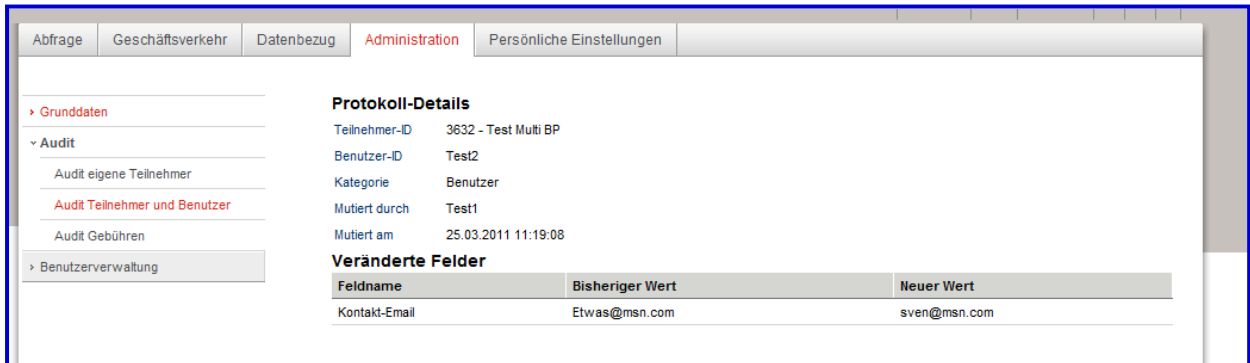 Abfrage Geschäftsverkehr Datenbezug Administration Persönliche Einstellungen
Grunddaten
Audit
Audit eigene Teilnehmer
Audit Teilnehmer und Benutzer
Audit Gebühren
Benutzerverwaltung
Protokoll-Details
Teilnehmer-ID 3632 - Test Multi BP
Benutzer-ID Test2
Kategorie Benutzer
Mutiert durch Test1
Mutiert am 25.03.2011 11:19:08
Veränderte Felder
Feldname Bisheriger Wert Neuer Wert
Kontakt-Email Etwas@msn.com sven@msn.com